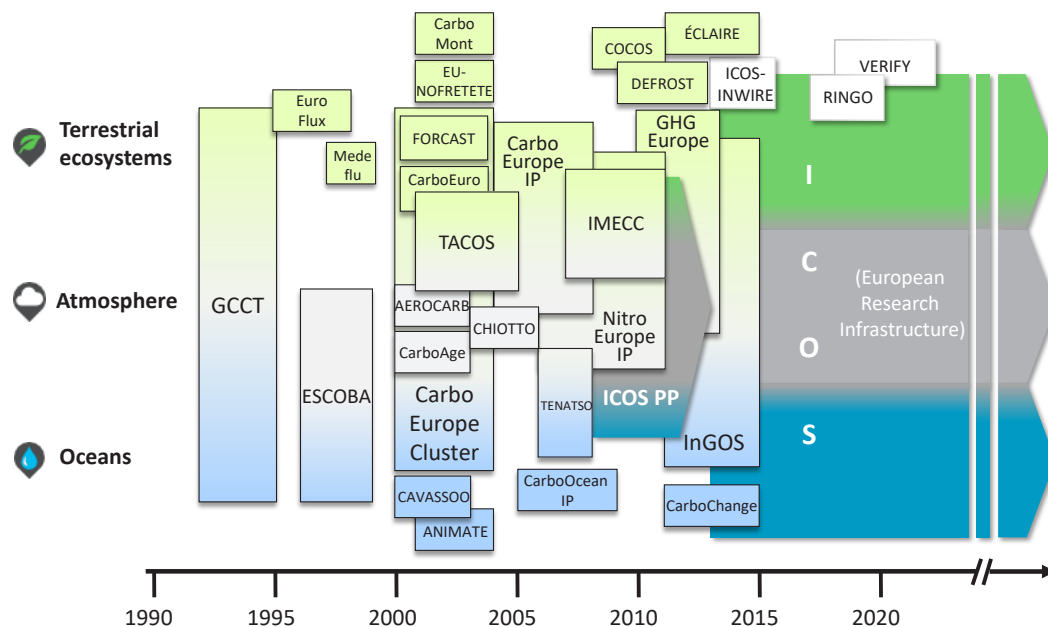 Carbo
Mont
EU-
NOFRETETE
COCOS
ÉCLAIRE
DEFROST
ICOS-
INWIRE
VERIFY
RINGO
Euro
Flux
Mede
flu
Terrestrial
ecosystems
FORCAST
CarboEuro
Carbo
Europe
IP
GHG
Europe
I
TACOS
IMECC
Atmosphere
GCCT
AEROCARB
CHIOTTO
CarboAge
Nitro
Europe
IP
C
(European
Research
Infrastructure)
O
ESCOBA
Carbo
Europe
Cluster
TENATSO
ICOS PP
InGOS
S
Oceans
CAVASSOO
ANIMATE
CarboOcean
IP
CarboChange
1990
1995
2000
2005
2010
2015
2020